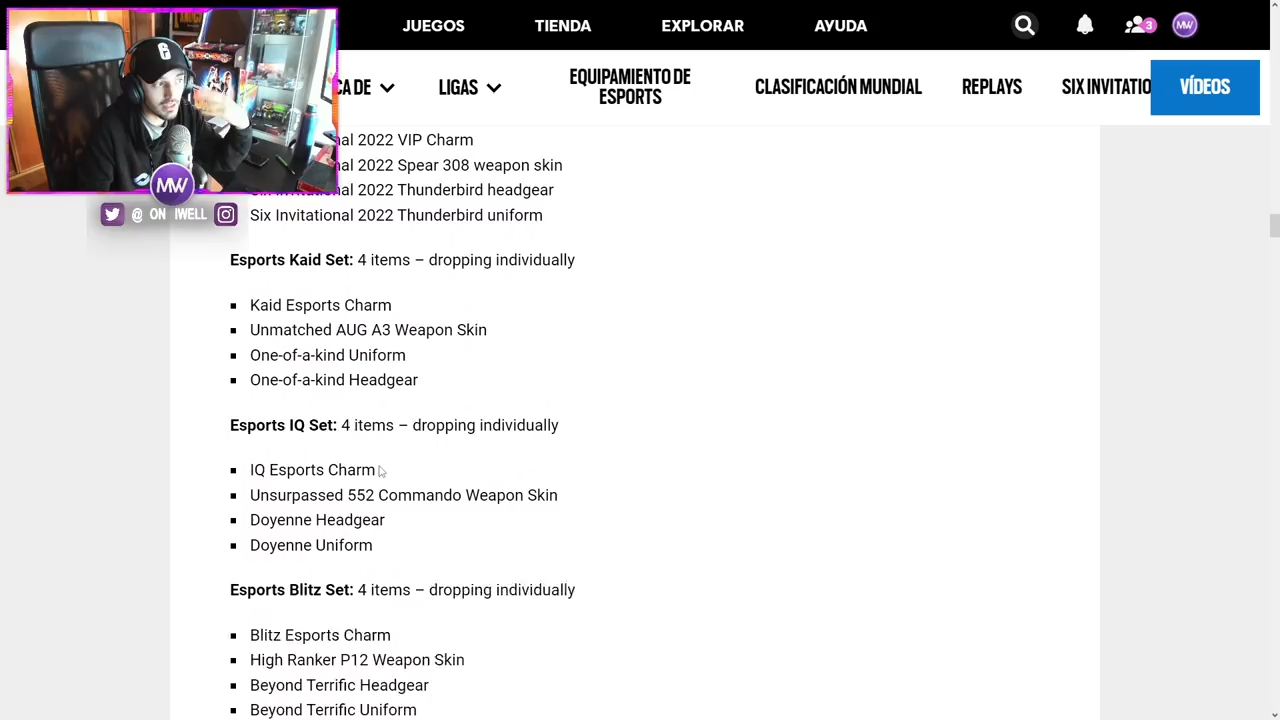 JUEGOS TIENDA EXPLORAR AYUDA 3 MW
CA DE LIGAS EQUIPAMIENTO DE ESPORTS CLASIFICACIÓN MUNDIAL REPLAYS SIX INVITATIO VÍDEOS
MW
@ ON IWELL
nal 2022 VIP Charm
nal 2022 Spear 308 weapon skin
Six Invitational 2022 Thunderbird headgear
Six Invitational 2022 Thunderbird uniform
Esports Kaid Set: 4 items – dropping individually
Kaid Esports Charm
Unmatched AUG A3 Weapon Skin
One-of-a-kind Uniform
One-of-a-kind Headgear
Esports IQ Set: 4 items – dropping individually
IQ Esports Charm
Unsurpassed 552 Commando Weapon Skin
Doyenne Headgear
Doyenne Uniform
Esports Blitz Set: 4 items – dropping individually
Blitz Esports Charm
High Ranker P12 Weapon Skin
Beyond Terrific Headgear
Beyond Terrific Uniform